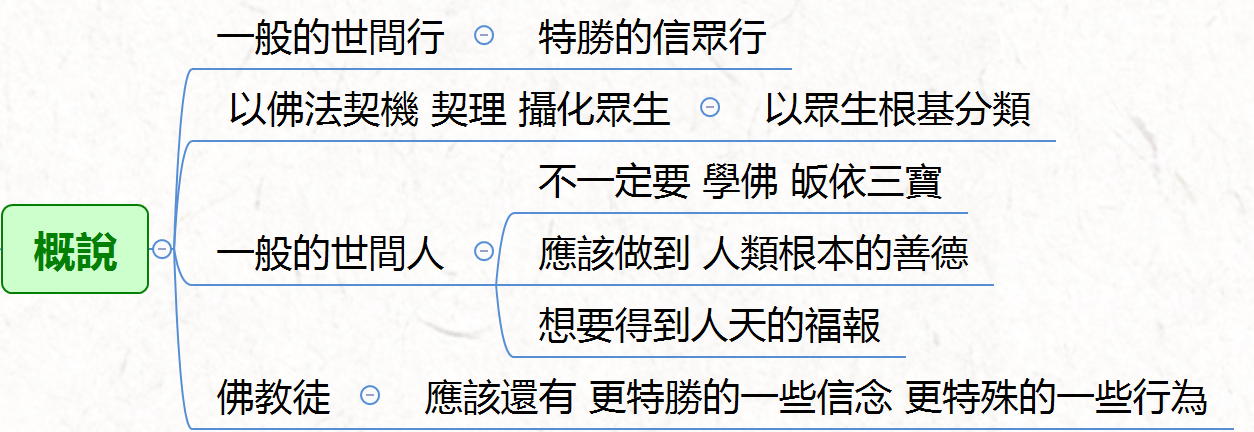 一般的世間行 特勝的信眾行
以佛法契機 契理 攝化眾生 以眾生根基分類
不一定要 學佛 皈依三寶
概說
一般的世間人 應該做到 人類根本的善德
想要得到人天的福報
佛教徒 應該還有 更特勝的一些信念 更特殊的一些行為